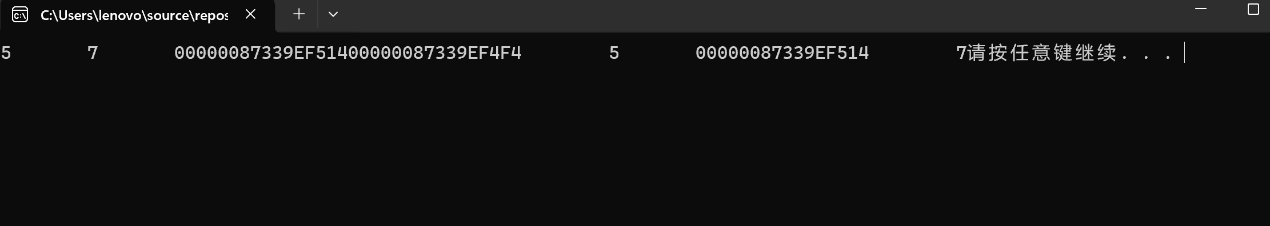 C:\Users\lenovo\source\repos
5 7 00000087339EF51400000087339EF4F4 5 00000087339EF514 7请按任意键继续. . .